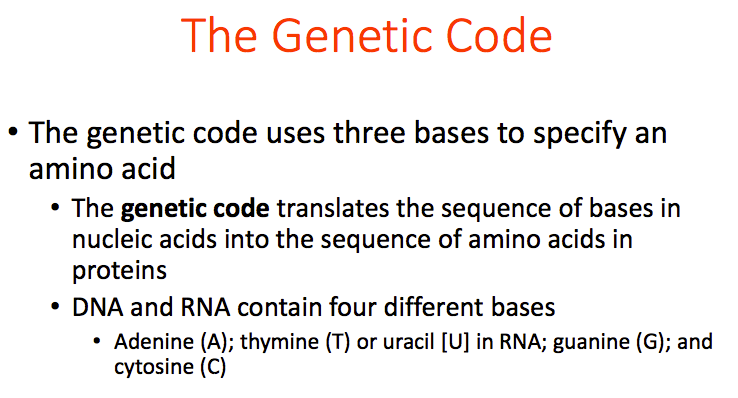 The Genetic Code
• The genetic code uses three bases to specify an
amino acid
• The genetic code translates the sequence of bases in
nucleic acids into the sequence of amino acids in
proteins
• DNA and RNA contain four different bases
• Adenine (A); thymine (T) or uracil [U] in RNA; guanine (G); and
cytosine (C)